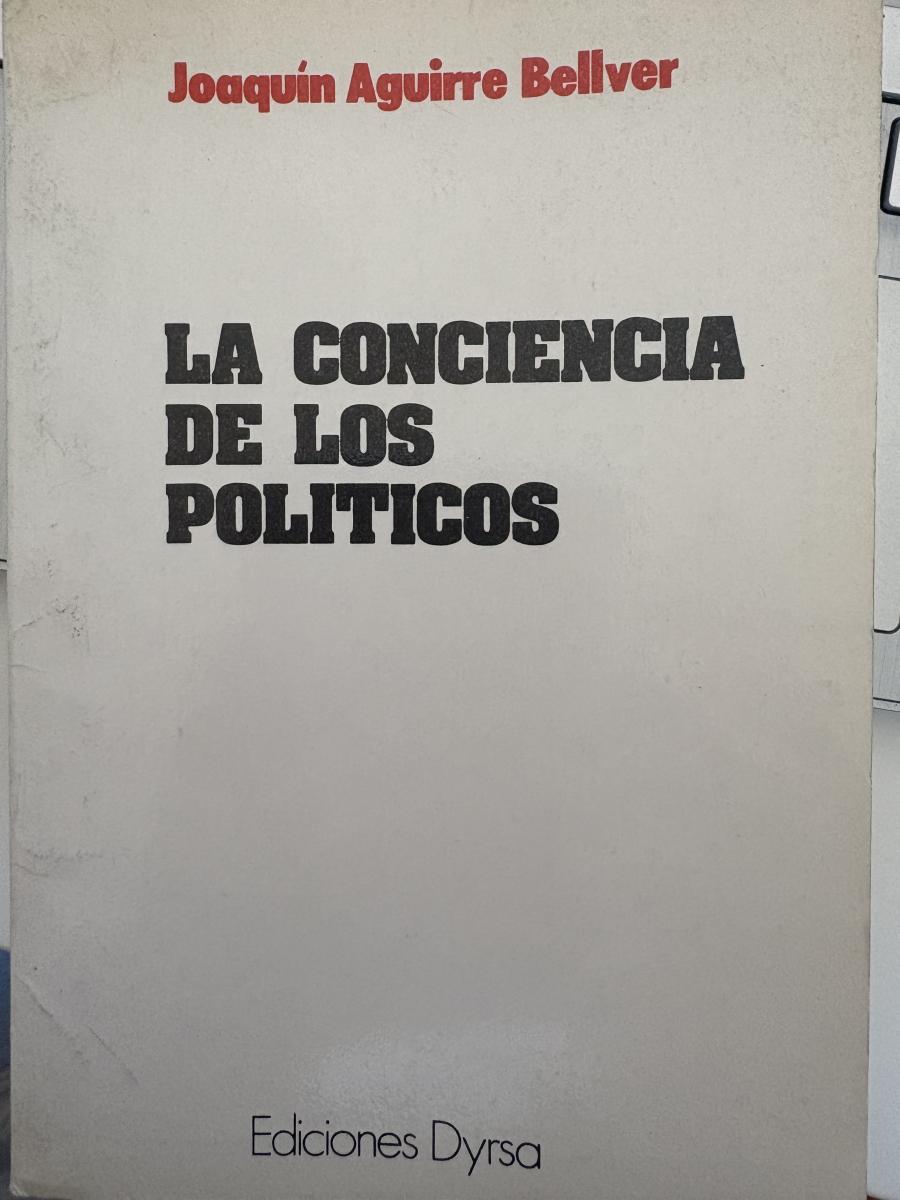 Joaquín Aguirre Bellver
LA CONCIENCIA
DE LOS
POLITICOS
Ediciones Dyrsa